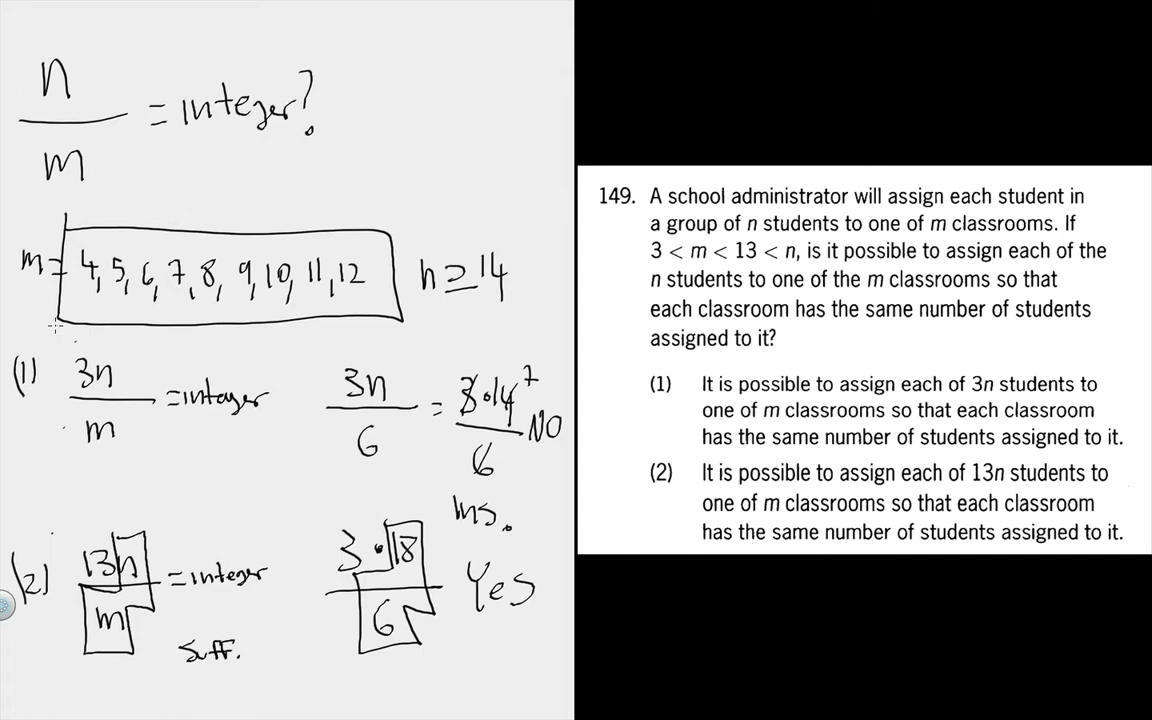 n/m = integer?
m= 4, 5, 6, 7, 8, 9, 10, 11, 12 n ≥ 14
(1) 3n/m = integer 3n/6 = 3·14/6 7 NO
Ins.
(2) 13n/m = integer 3·18/6 Yes
Suff.
149. A school administrator will assign each student in
a group of n students to one of m classrooms. If
3 < m < 13 < n, is it possible to assign each of the
n students to one of the m classrooms so that
each classroom has the same number of students
assigned to it?
(1) It is possible to assign each of 3n students to
one of m classrooms so that each classroom
has the same number of students assigned to it.
(2) It is possible to assign each of 13n students to
one of m classrooms so that each classroom
has the same number of students assigned to it.